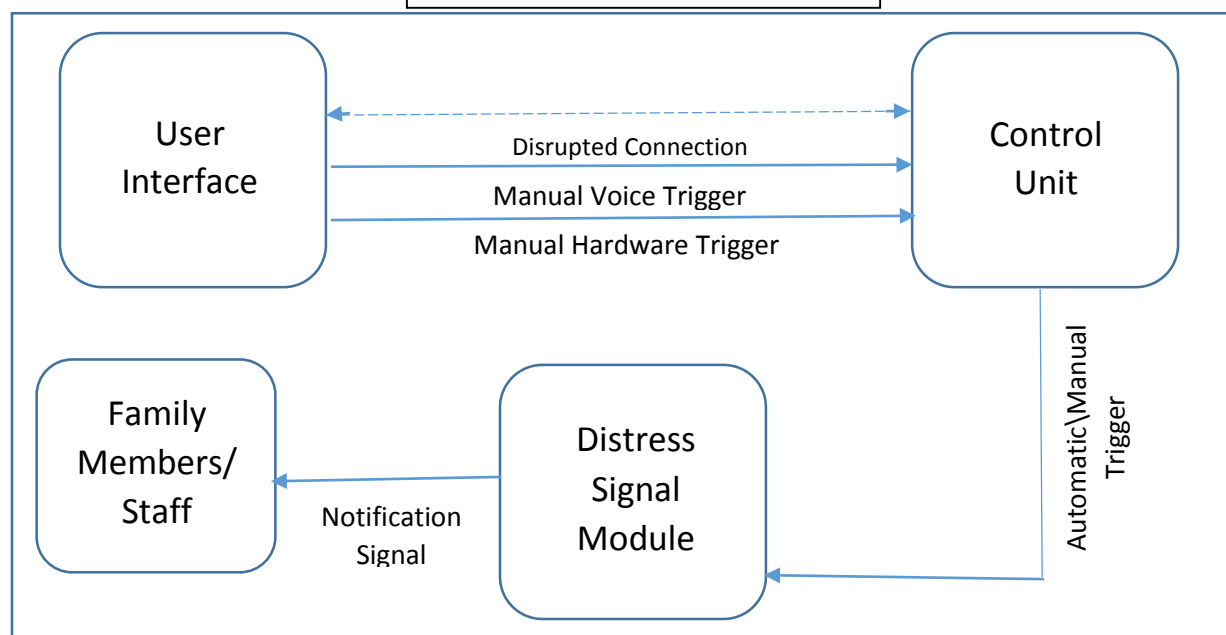 User
Interface
Disrupted Connection
Manual Voice Trigger
Manual Hardware Trigger
Control
Unit
Automatic\Manual
Trigger
Family
Members/
Staff
Notification
Signal
Distress
Signal
Module